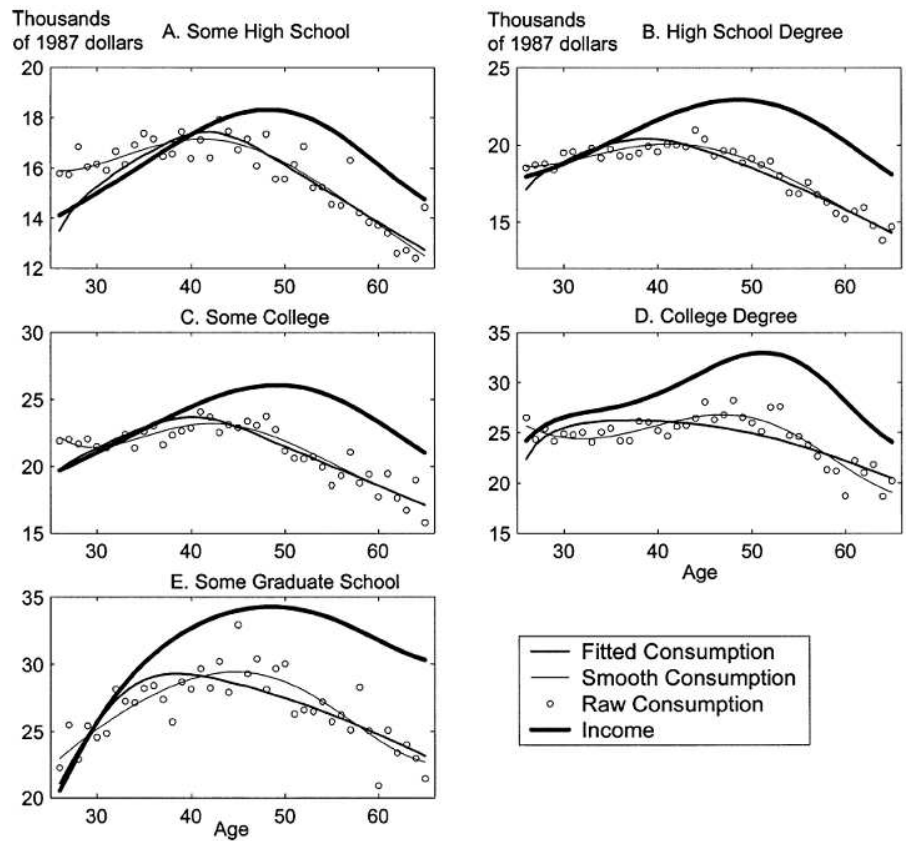 Thousands
of 1987 dollars
A. Some High School
Thousands
of 1987 dollars
B. High School Degree
20
18
16
14
12
30
40
50
60
25
20
15
30
40
50
60
C. Some College
30
25
20
15
30
40
50
60
D. College Degree
35
30
25
20
15
30
40
50
60
Age
E. Some Graduate School
35
30
25
20
30
40
50
60
Age
Fitted Consumption
Smooth Consumption
Raw Consumption
Income